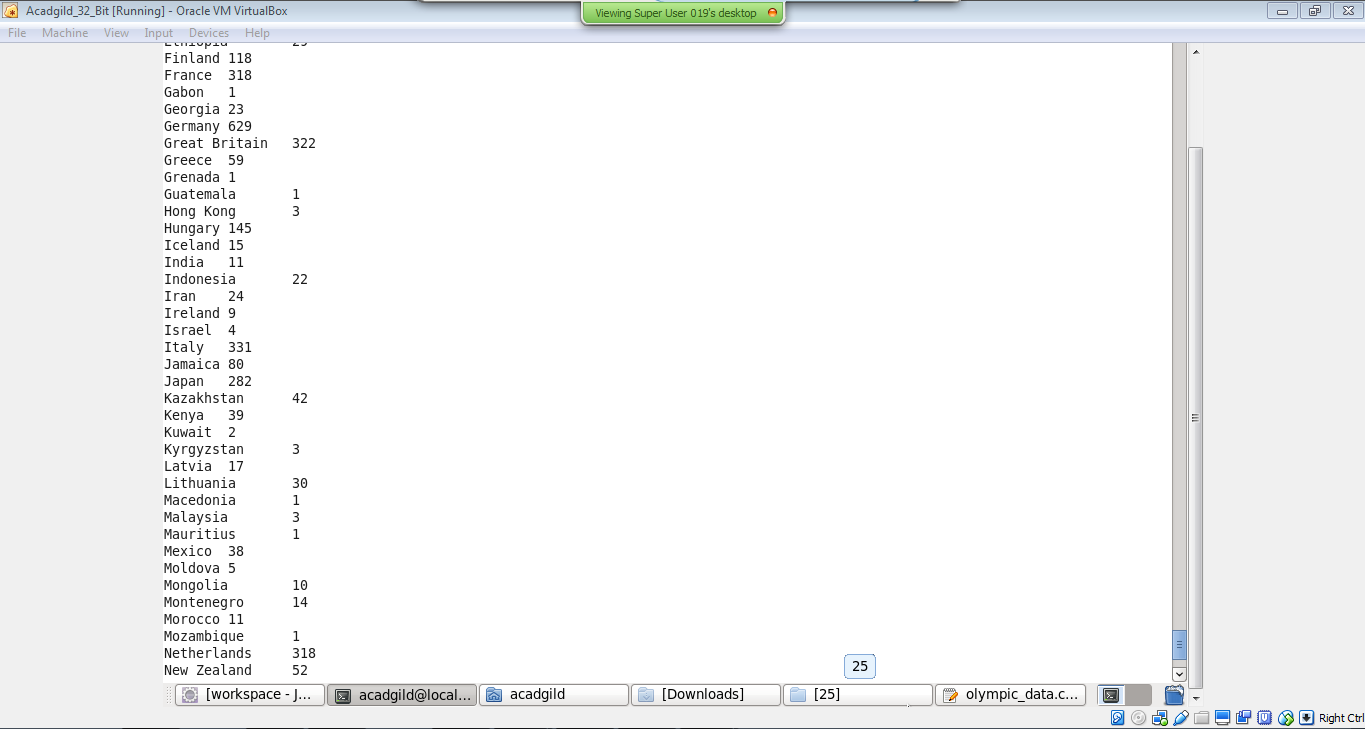 Acadgild_32_Bit [Running] - Oracle VM VirtualBox
Viewing Super User 019's desktop
File Machine View Input Devices Help
Ethiopia 29
Finland 118
France 318
Gabon 1
Georgia 23
Germany 629
Great Britain 322
Greece 59
Grenada 1
Guatemala 1
Hong Kong 3
Hungary 145
Iceland 15
India 11
Indonesia 22
Iran 24
Ireland 9
Israel 4
Italy 331
Jamaica 80
Japan 282
Kazakhstan 42
Kenya 39
Kuwait 2
Kyrgyzstan 3
Latvia 17
Lithuania 30
Macedonia 1
Malaysia 3
Mauritius 1
Mexico 38
Moldova 5
Mongolia 10
Montenegro 14
Morocco 11
Mozambique 1
Netherlands 318
New Zealand 52
25
[workspace - J... acadgild@local... acadgild [Downloads] [25] olympic_data.c...
Right Ctrl